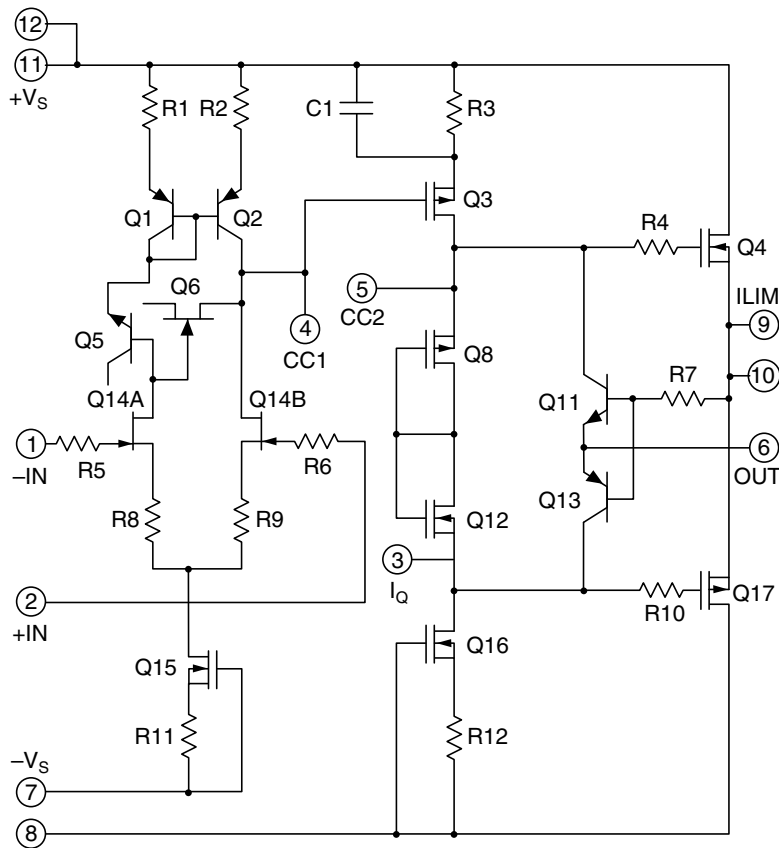 12
11
+VS
R1
R2
C1
R3
Q1
Q2
Q3
R4
Q4
Q6
5
CC2
ILIM
9
4
CC1
Q5
Q8
10
Q14A
Q14B
Q11
R7
1
–IN
R5
R6
6
OUT
Q13
R8
R9
Q12
3
IQ
2
+IN
R10
Q17
Q16
Q15
R11
R12
–VS
7
8